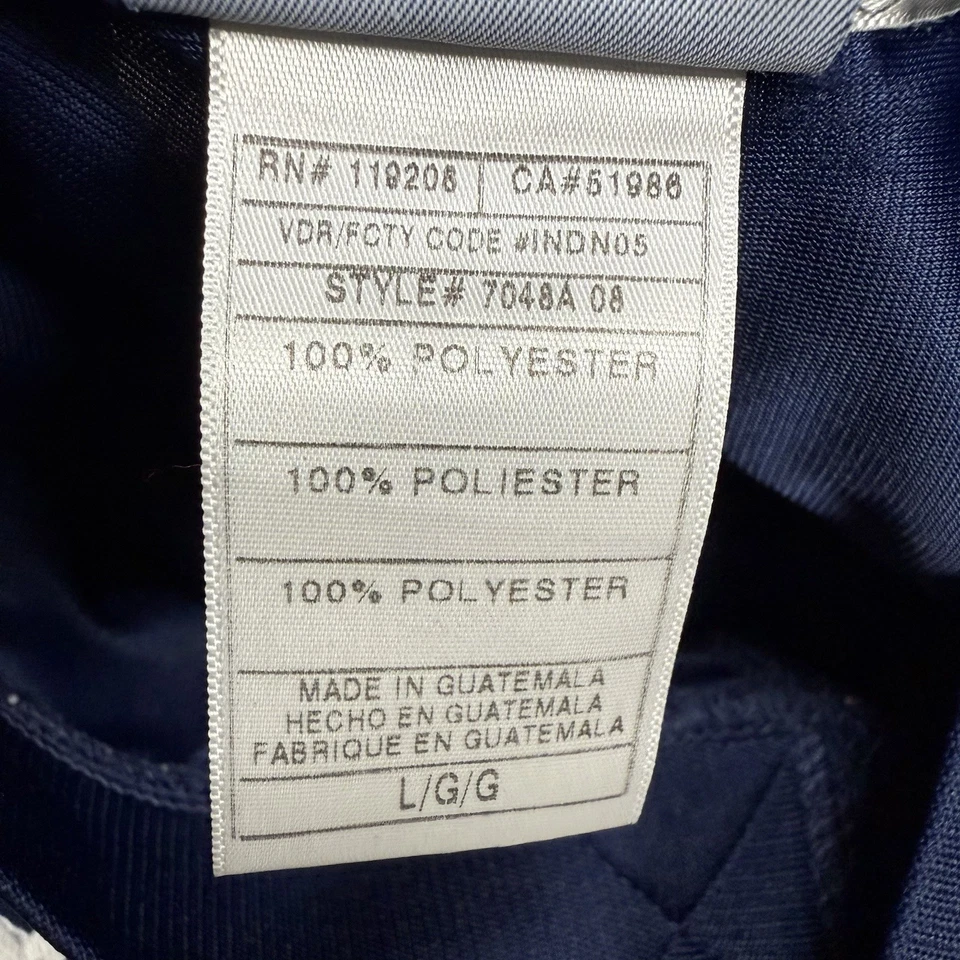 RN# 119208 | CA#51986
VDR/FCTY CODE #INDN05
STYLE# 7048A 08
100% POLYESTER
100% POLIESTER
100% POLYESTER
MADE IN GUATEMALA
HECHO EN GUATEMALA
FABRIQUE EN GUATEMALA
L/G/G